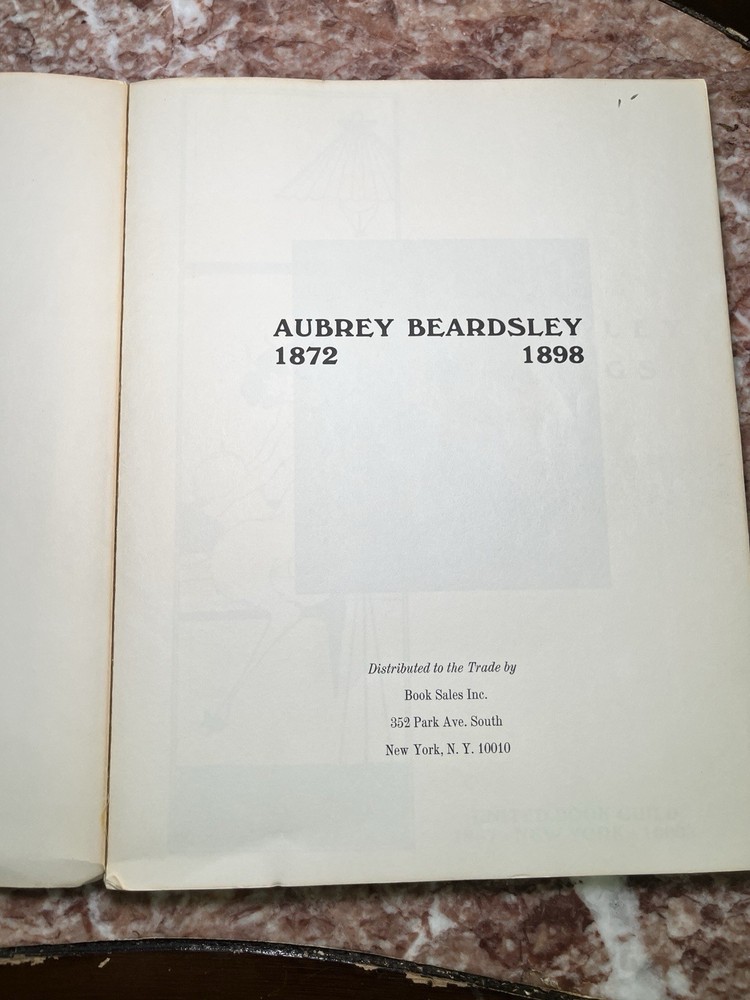 AUBREY BEARDSLEY
1872 1898
Distributed to the Trade by
Book Sales Inc.
352 Park Ave. South
New York, N. Y. 10010